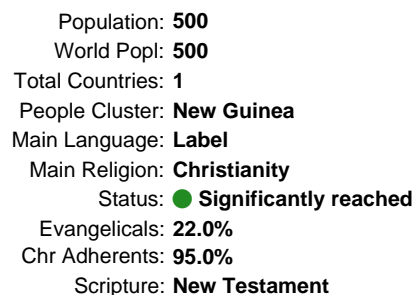 Population: 500
World Popl: 500
Total Countries: 1
People Cluster: New Guinea
Main Language: Label
Main Religion: Christianity
Status: Significantly reached
Evangelicals: 22.0%
Chr Adherents: 95.0%
Scripture: New Testament